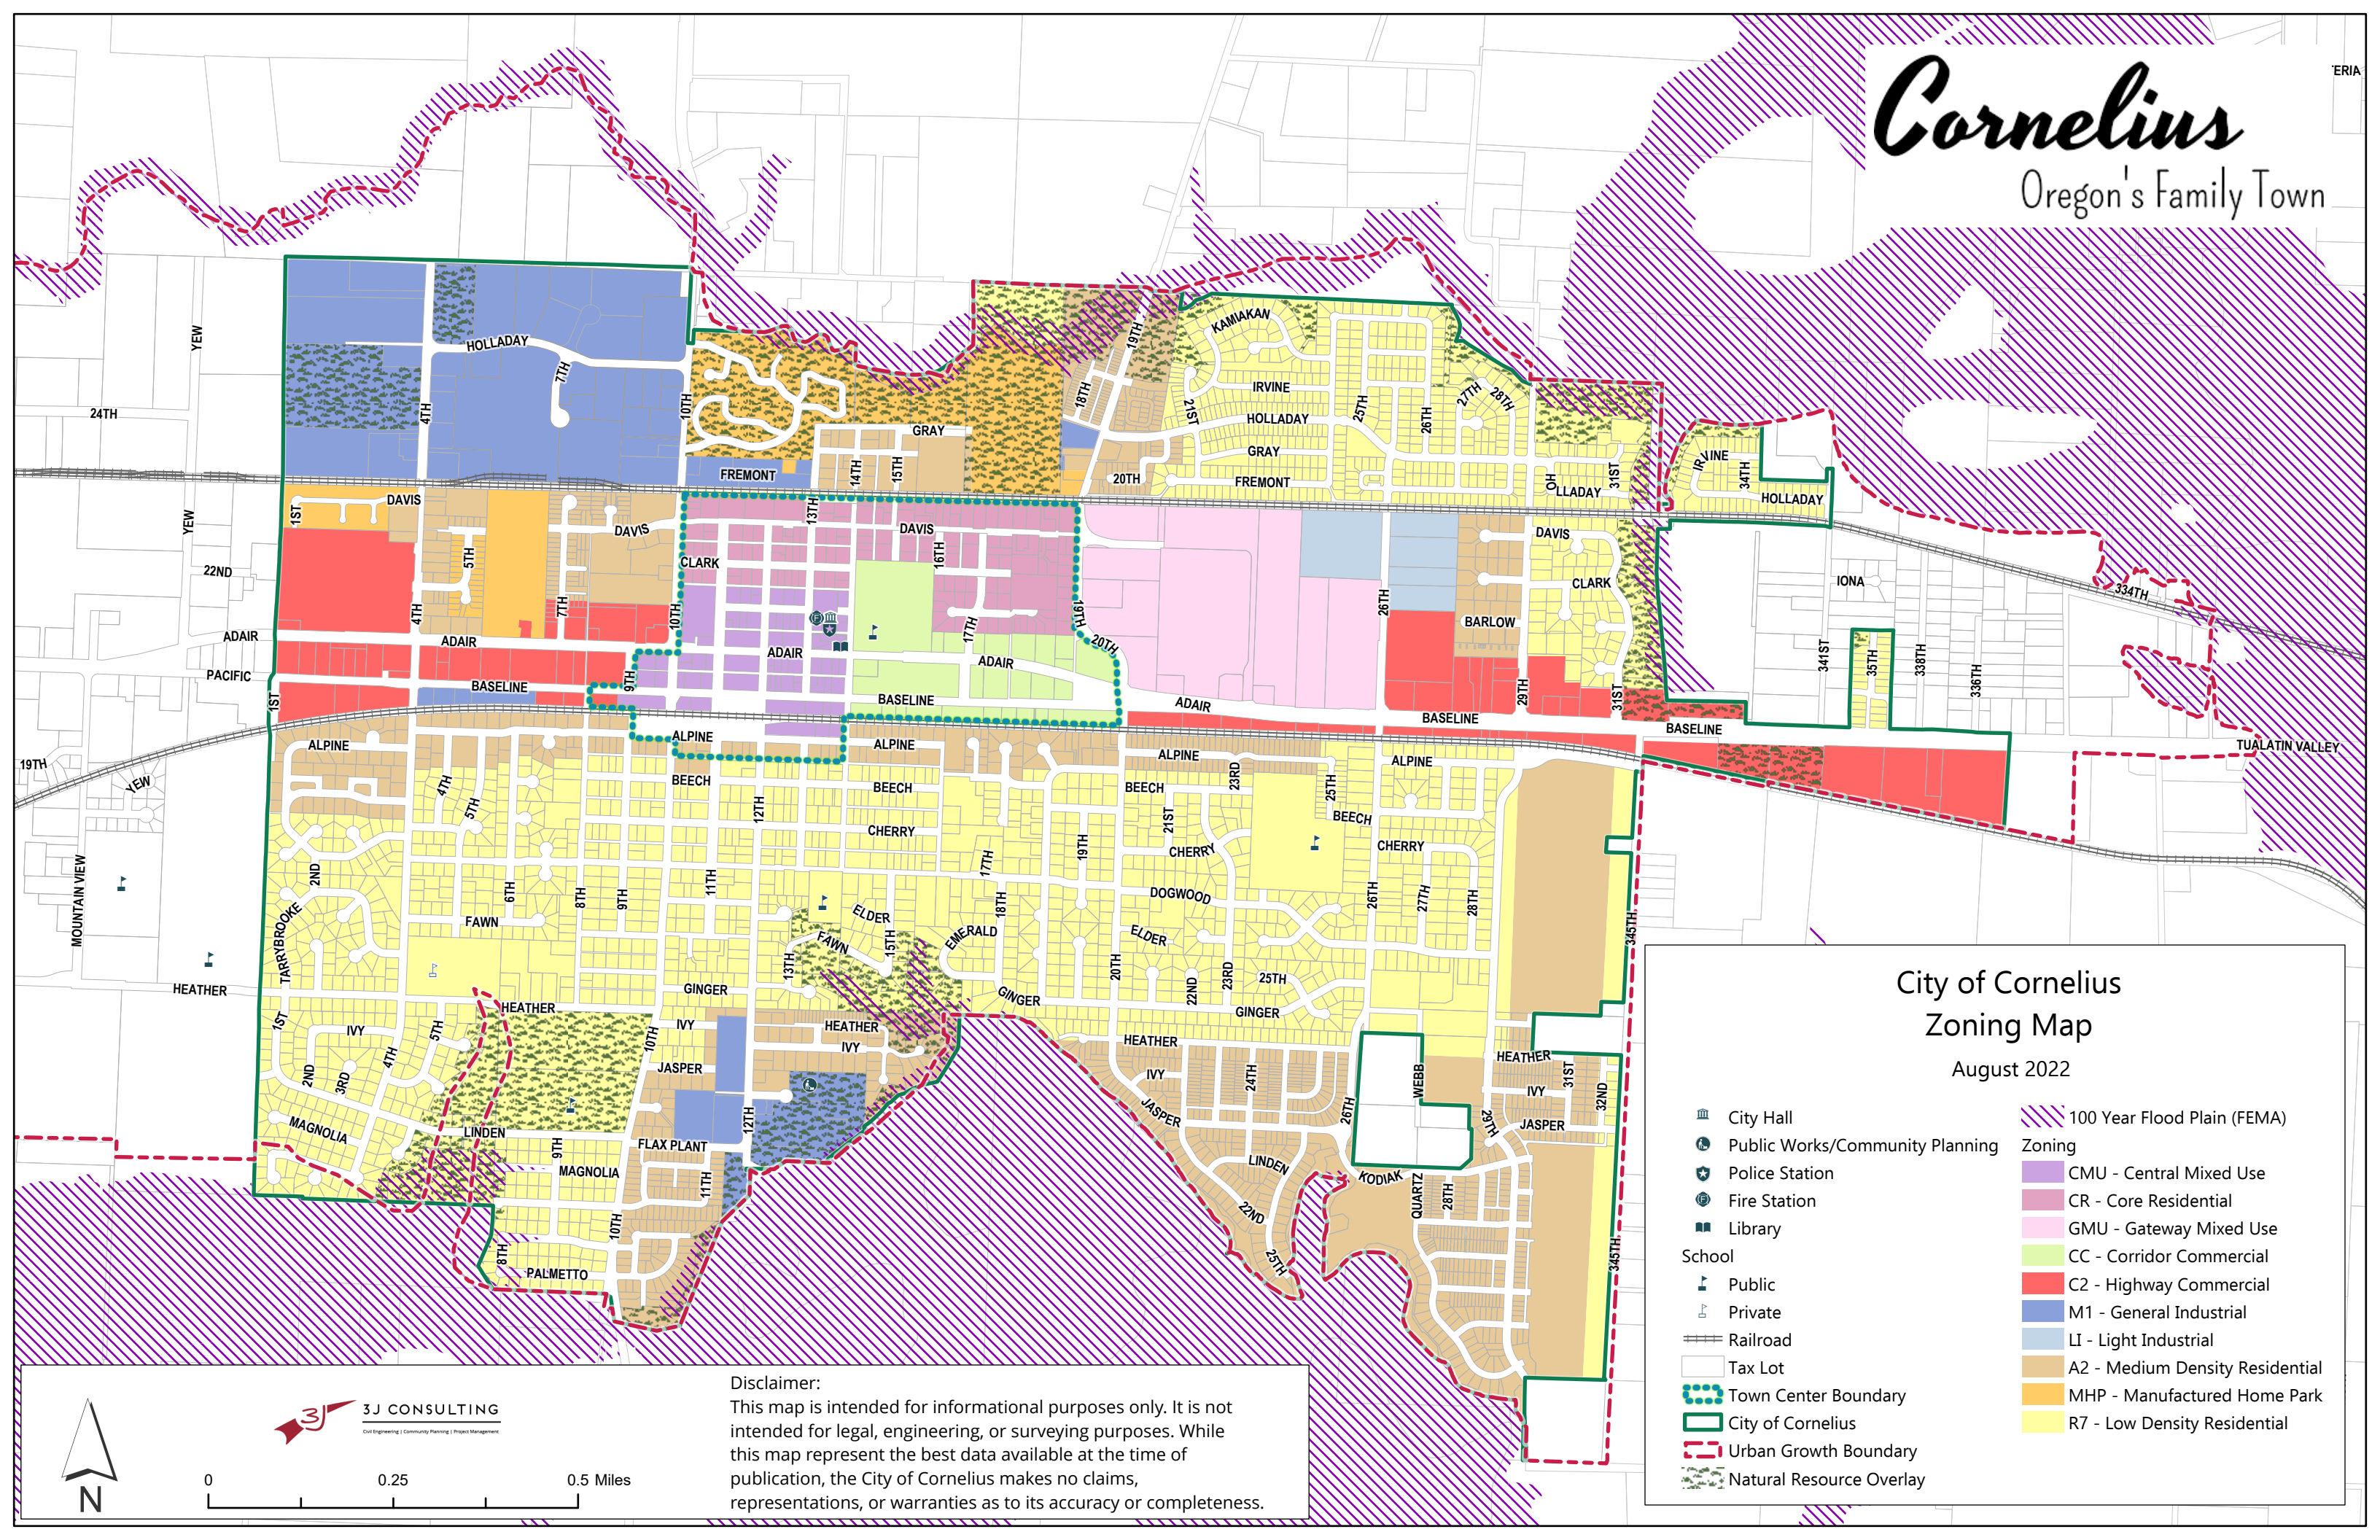 Cornelius
Oregon's Family Town
TERIA
KAMIAKAN
19TH
YEW
HOLLADAY
7TH
IRVINE
27TH
28TH
18TH
21ST
24TH
4TH
10TH
25TH
26TH
HOLLADAY
GRAY
GRAY
IRVINE
FREMONT
14TH
15TH
20TH
FREMONT
31ST
34TH
HO
LLADAY
HOLLADAY
1ST
DAVIS
13TH
YEW
DAVIS
DAVIS
DAVIS
5TH
CLARK
16TH
22ND
CLARK
IONA
334TH
4TH
7TH
10TH
19TH
26TH
ADAIR
ADAIR
17TH
20TH
BARLOW
ADAIR
ADAIR
341ST
35TH
338TH
336TH
PACIFIC
BASELINE
9TH
1ST
BASELINE
ADAIR
29TH
31ST
BASELINE
BASELINE
ALPINE
ALPINE
ALPINE
ALPINE
ALPINE
TUALATIN VALLEY
19TH
YEW
4TH
5TH
BEECH
BEECH
BEECH
23RD
25TH
12TH
21ST
BEECH
CHERRY
19TH
CHERRY
CHERRY
17TH
MOUNTAIN VIEW
2ND
6TH
8TH
9TH
11TH
DOGWOOD
26TH
27TH
28TH
18TH
TARRYBROOKE
FAWN
ELDER
FAWN
15TH
EMERALD
ELDER
345TH
13TH
20TH
22ND
23RD
25TH
HEATHER
GINGER
GINGER
GINGER
HEATHER
1ST
IVY
5TH
10TH
IVY
HEATHER
IVY
HEATHER
HEATHER
4TH
2ND
3RD
JASPER
IVY
24TH
WEBB
IVY
31ST
32ND
MAGNOLIA
LINDEN
12TH
JASPER
26TH
29TH
JASPER
9TH
FLAX PLANT
MAGNOLIA
11TH
LINDEN
KODIAK
QUARTZ
28TH
10TH
22ND
8TH
25TH
345TH
PALMETTO
City of Cornelius
Zoning Map
August 2022
City Hall
Public Works/Community Planning
Police Station
Fire Station
Library
School
Public
Private
Railroad
Tax Lot
Town Center Boundary
City of Cornelius
Urban Growth Boundary
Natural Resource Overlay
100 Year Flood Plain (FEMA)
Zoning
CMU - Central Mixed Use
CR - Core Residential
GMU - Gateway Mixed Use
CC - Corridor Commercial
C2 - Highway Commercial
M1 - General Industrial
LI - Light Industrial
A2 - Medium Density Residential
MHP - Manufactured Home Park
R7 - Low Density Residential
N
3J
3J CONSULTING
Civil Engineering | Community Planning | Project Management
0 0.25 0.5 Miles
Disclaimer:
This map is intended for informational purposes only. It is not
intended for legal, engineering, or surveying purposes. While
this map represent the best data available at the time of
publication, the City of Cornelius makes no claims,
representations, or warranties as to its accuracy or completeness.